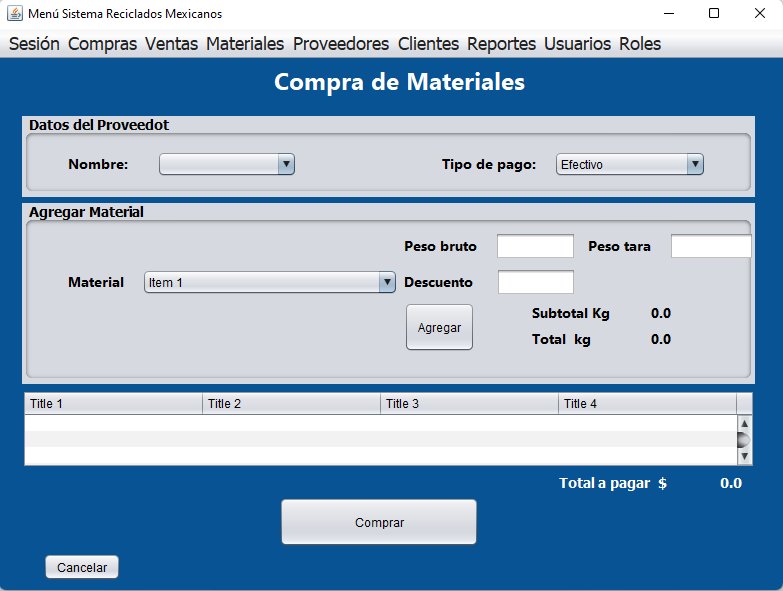 Menú Sistema Reciclados Mexicanos
Sesión Compras Ventas Materiales Proveedores Clientes Reportes Usuarios Roles
Compra de Materiales
Datos del Proveedot
Nombre: Tipo de pago: Efectivo
Agregar Material
Peso bruto Peso tara
Material Item 1 Descuento
Agregar Subtotal Kg 0.0
Total kg 0.0
Title 1 Title 2 Title 3 Title 4
Total a pagar $ 0.0
Comprar
Cancelar